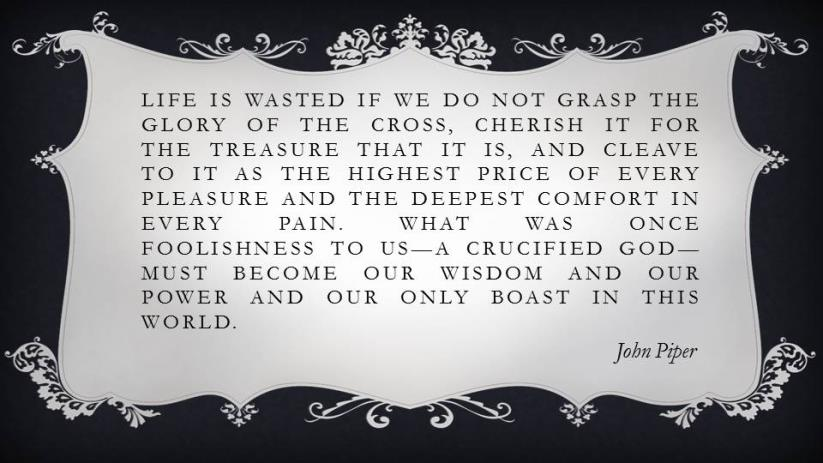 LIFE IS WASTED IF WE DO NOT GRASP THE
GLORY OF THE CROSS, CHERISH IT FOR
THE TREASURE THAT IT IS, AND CLEAVE
TO IT AS THE HIGHEST PRICE OF EVERY
PLEASURE AND THE DEEPEST COMFORT IN
EVERY PAIN. WHAT WAS ONCE
FOOLISHNESS TO US—A CRUCIFIED GOD—
MUST BECOME OUR WISDOM AND OUR
POWER AND OUR ONLY BOAST IN THIS
WORLD.
John Piper